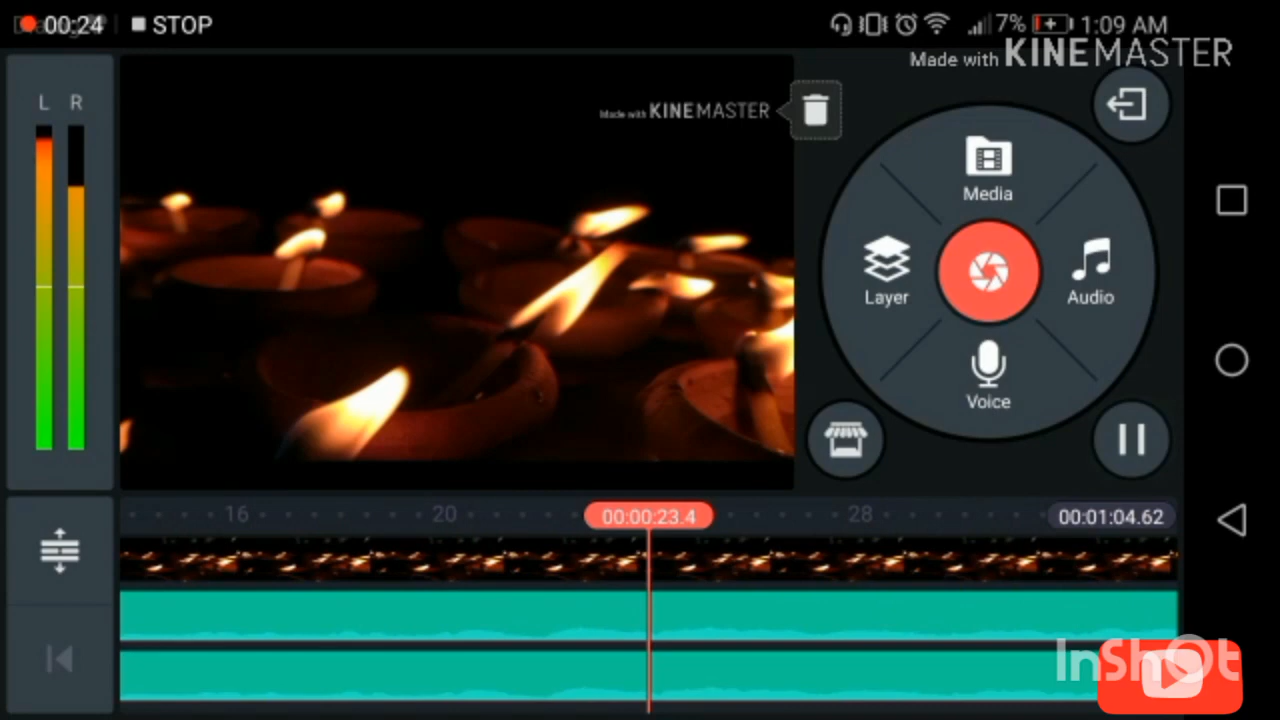 00:24 STOP 7% 1:09 AM
Made with KINEMASTER
L R
Made with KINEMASTER
Media
Layer
Audio
Voice
16 20 00:00:23.4 28 00:01:04.62
InShOt